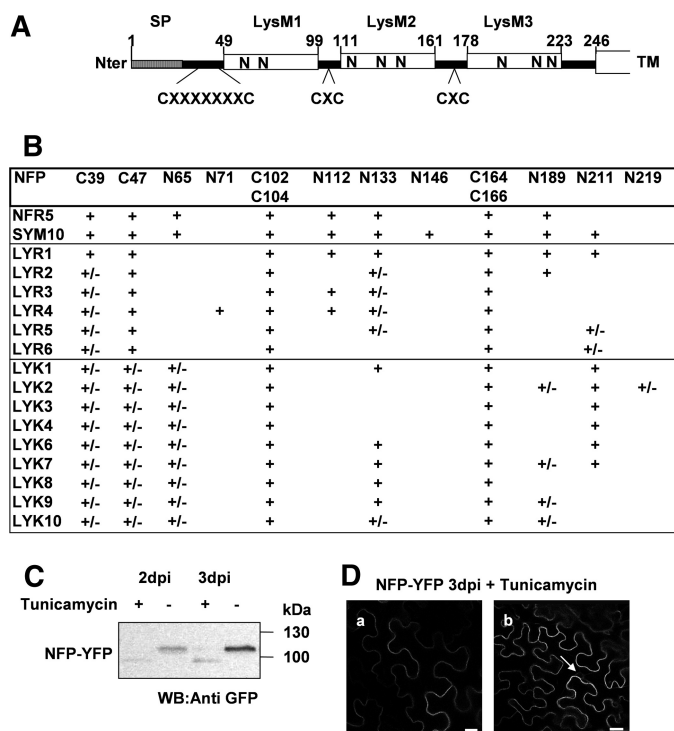 A
SP LysM1 LysM2 LysM3
1 49 99 111 161 178 223 246
Nter N N N N N N N N TM
CXXXXXXXC CXC CXC
B
NFP C39 C47 N65 N71 C102 C104 N112 N133 N146 C164 C166 N189 N211 N219
NFR5 + + + + + + + +
SYM10 + + + + + + + + + +
LYR1 + + + + + + + +
LYR2 +/- + + +/- + +
LYR3 +/- + + + +/- +
LYR4 +/- + + + + +/- +
LYR5 +/- + + +/- + +/-
LYR6 +/- + + + +/-
LYK1 +/- +/- +/- + + + +
LYK2 +/- +/- +/- + + +/- + +/-
LYK3 +/- +/- +/- + + +
LYK4 +/- +/- +/- + + +
LYK6 +/- +/- +/- + + + +
LYK7 +/- +/- +/- + + + +/- +
LYK8 +/- +/- +/- + + +
LYK9 +/- +/- +/- + + + +/-
LYK10 +/- +/- +/- + +/- + +/-
C
2dpi 3dpi
Tunicamycin + - + - kDa
130
NFP-YFP 100
WB:Anti GFP
D
NFP-YFP 3dpi + Tunicamycin
a b